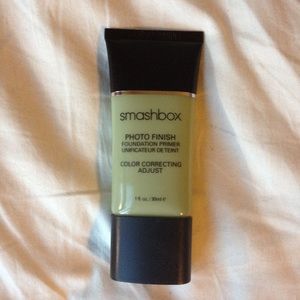 smashbox
PHOTO FINISH
FOUNDATION PRIMER
UNIFICATEUR DE TEINT
COLOR CORRECTING
ADJUST
1 fl. oz. / 30ml ℮